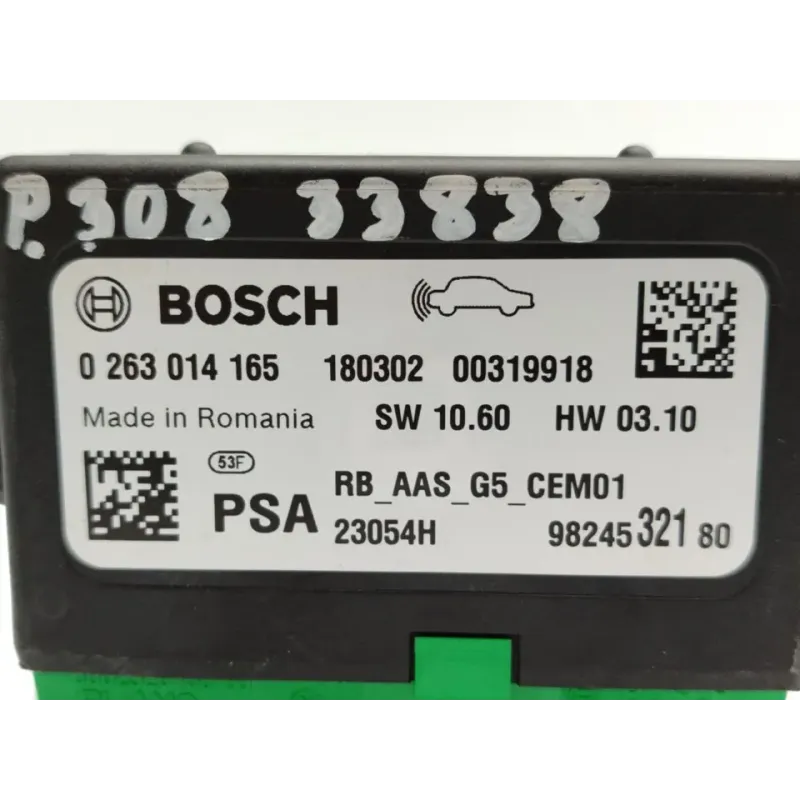 P.308 33838
BOSCH
0 263 014 165 180302 00319918
Made in Romania SW 10.60 HW 03.10
53F
PSA RB_AAS_G5_CEM01
23054H 98245 321 80